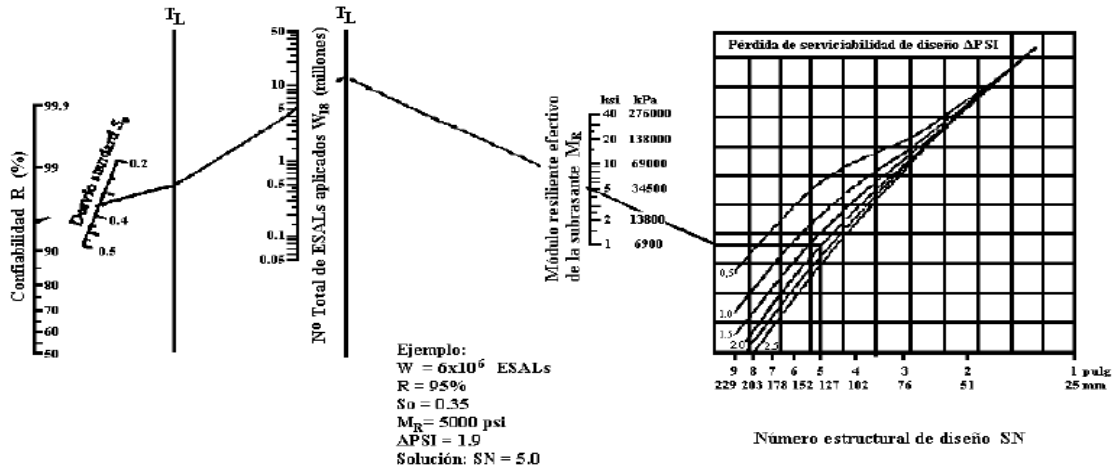 T_L
Confiabilidad R (%)
99.9
99
90
80
70
60
50
Desvío standard S_o
0.2
0.4
0.5
T_L
Nº Total de ESALs aplicados W_18 (millones)
50
10
5
1
0.5
0.1
0.05
Módulo resiliente efectivo
de la subrasante M_R
ksi kPa
40 276000
20 138000
10 69000
5 34500
2 13800
1 6900
Pérdida de serviciabilidad de diseño ΔPSI
0.5
1.0
1.5
2.0
2.5
9 8 7 6 5 4 3 2 1 pulg
229 203 178 152 127 102 76 51 25 mm
Número estructural de diseño SN
Ejemplo:
W = 6x10⁶ ESALs
R = 95%
So = 0.35
M_R= 5000 psi
ΔPSI = 1.9
Solución: SN = 5.0